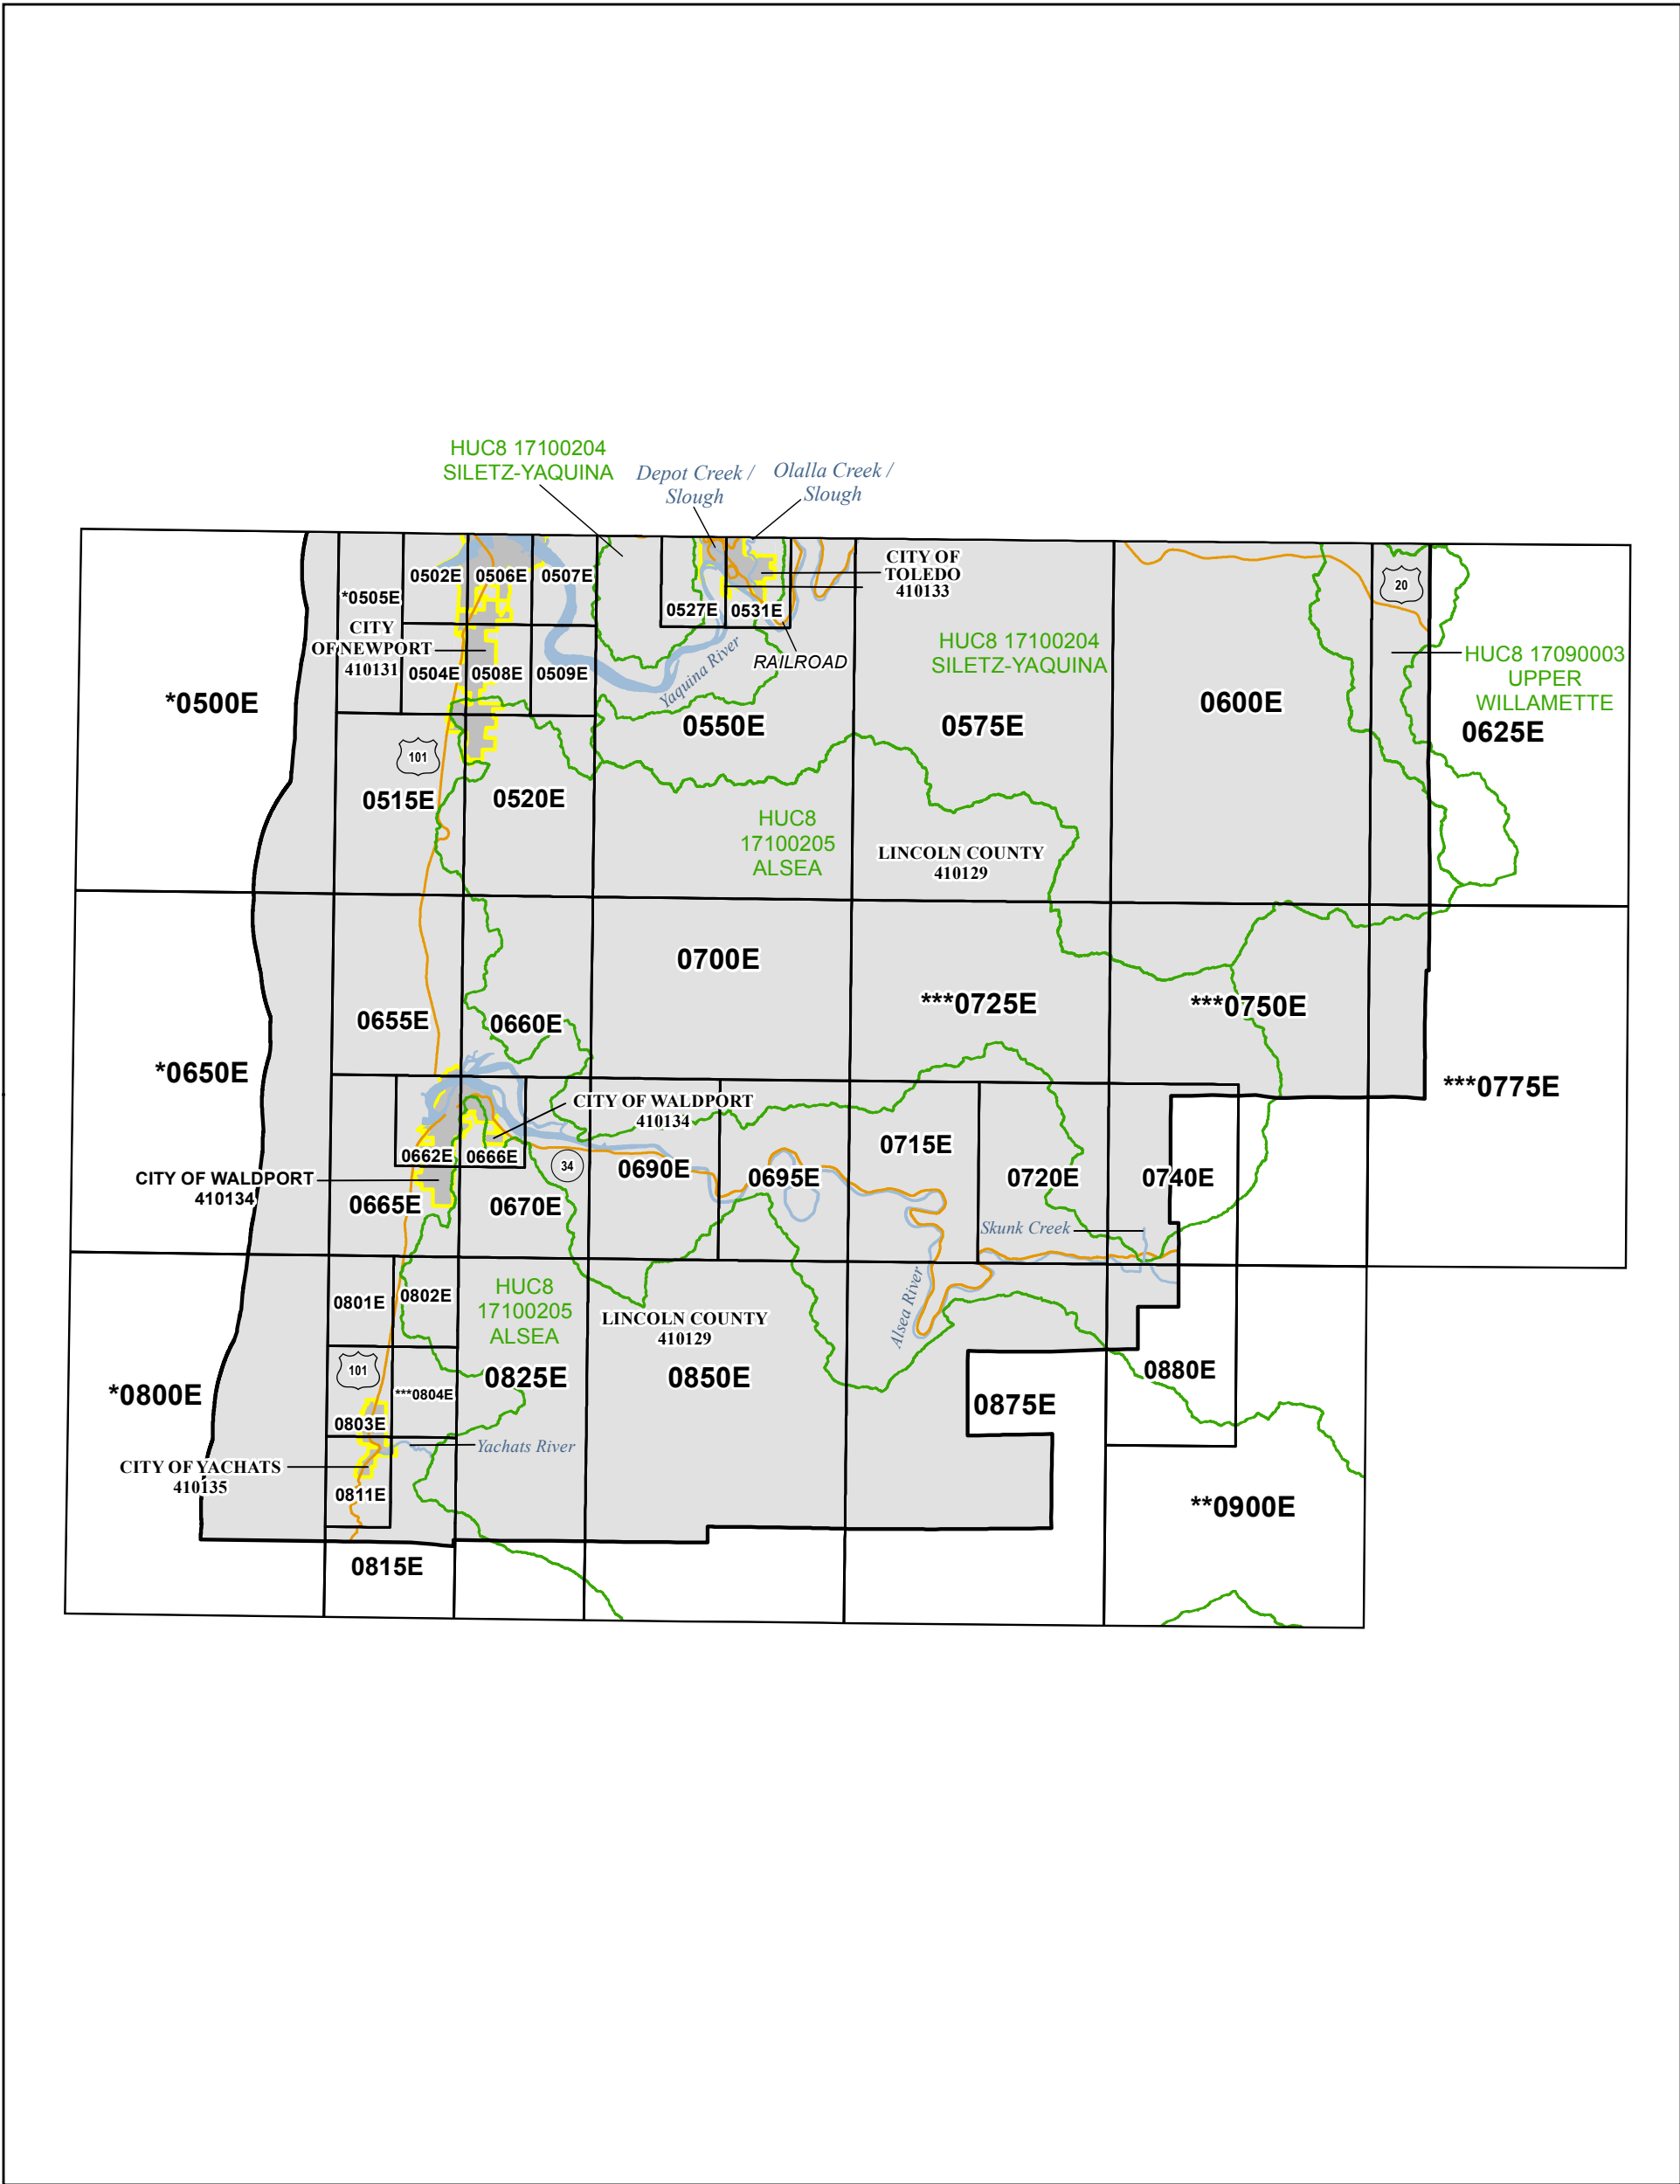 HUC8 17100204
SILETZ-YAQUINA
Depot Creek /
Slough
Olalla Creek /
Slough
0502E
0506E
0507E
*0505E
CITY
OF NEWPORT
410131
0504E
0508E
0509E
0527E
0531E
CITY OF
TOLEDO
410133
20
RAILROAD
Yaquina River
HUC8 17100204
SILETZ-YAQUINA
HUC8 17090003
UPPER
WILLAMETTE
*0500E
0550E
0575E
0600E
0625E
101
0515E
0520E
HUC8
17100205
ALSEA
LINCOLN COUNTY
410129
0700E
***0725E
***0750E
0655E
0660E
*0650E
***0775E
CITY OF WALDPORT
410134
0662E
0666E
34
0690E
0695E
0715E
0720E
0740E
CITY OF WALDPORT
410134
0665E
0670E
Skunk Creek
Alsea River
0801E
0802E
HUC8
17100205
ALSEA
LINCOLN COUNTY
410129
101
*0800E
***0804E
0825E
0850E
0875E
0880E
0803E
Yachats River
CITY OF YACHATS
410135
0811E
**0900E
0815E